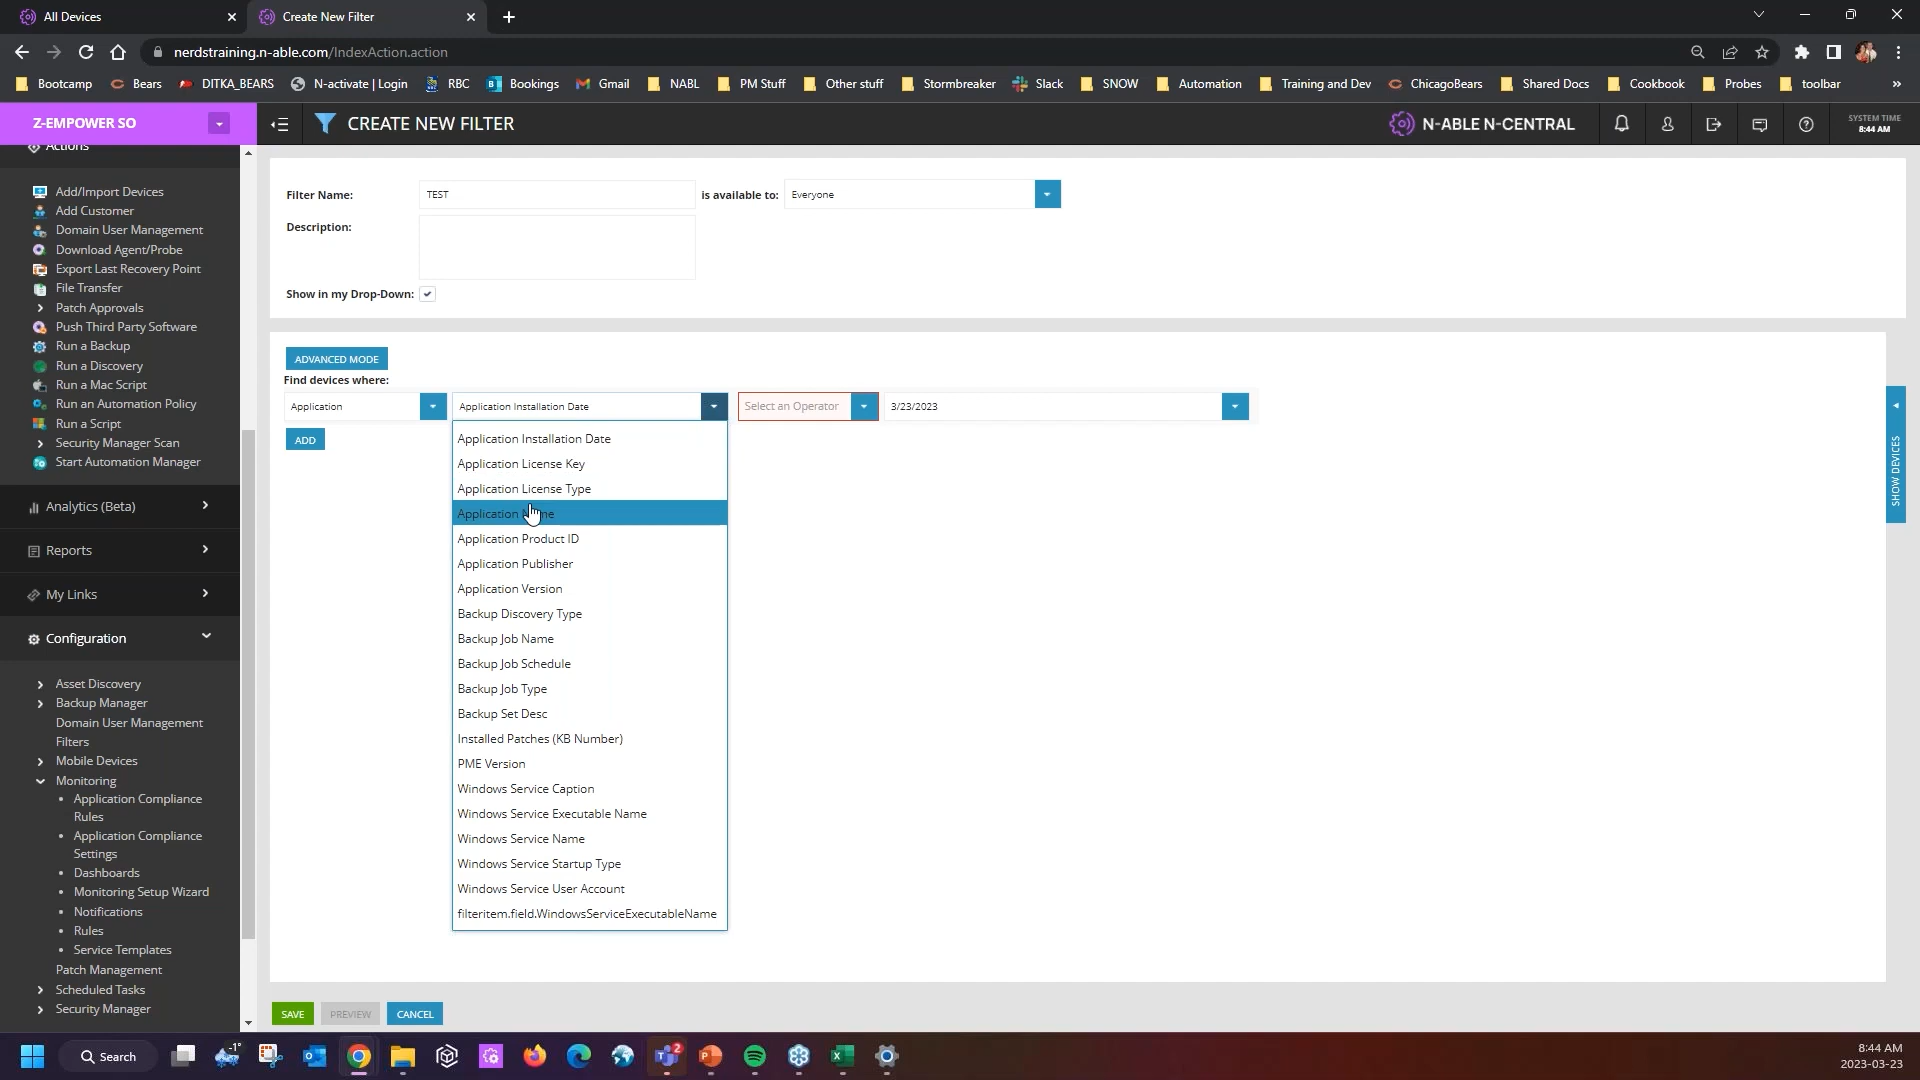 All Devices
Create New Filter
nerdstraining.n-able.com/IndexAction.action
Bootcamp
Bears
DITKA_BEARS
N-activate | Login
RBC
Bookings
Gmail
NABL
PM Stuff
Other stuff
Stormbreaker
Slack
SNOW
Automation
Training and Dev
ChicagoBears
Shared Docs
Cookbook
Probes
toolbar
Z-EMPOWER SO
CREATE NEW FILTER
N-ABLE N-CENTRAL
SYSTEM TIME
8:44 AM
Actions
Add/Import Devices
Add Customer
Domain User Management
Download Agent/Probe
Export Last Recovery Point
File Transfer
Patch Approvals
Push Third Party Software
Run a Backup
Run a Discovery
Run a Mac Script
Run an Automation Policy
Run a Script
Security Manager Scan
Start Automation Manager
Analytics (Beta)
Reports
My Links
Configuration
Asset Discovery
Backup Manager
Domain User Management
Filters
Mobile Devices
Monitoring
Application Compliance
Rules
Application Compliance
Settings
Dashboards
Monitoring Setup Wizard
Notifications
Rules
Service Templates
Patch Management
Scheduled Tasks
Security Manager
Filter Name:
TEST
is available to:
Everyone
Description:
Show in my Drop-Down:
ADVANCED MODE
Find devices where:
Application
Application Installation Date
Select an Operator
3/23/2023
ADD
Application Installation Date
Application License Key
Application License Type
Application
Application Product ID
Application Publisher
Application Version
Backup Discovery Type
Backup Job Name
Backup Job Schedule
Backup Job Type
Backup Set Desc
Installed Patches (KB Number)
PME Version
Windows Service Caption
Windows Service Executable Name
Windows Service Name
Windows Service Startup Type
Windows Service User Account
filteritem.field.WindowsServiceExecutableName
SHOW DEVICES
SAVE
PREVIEW
CANCEL
Search
-1°
2
8:44 AM
2023-03-23